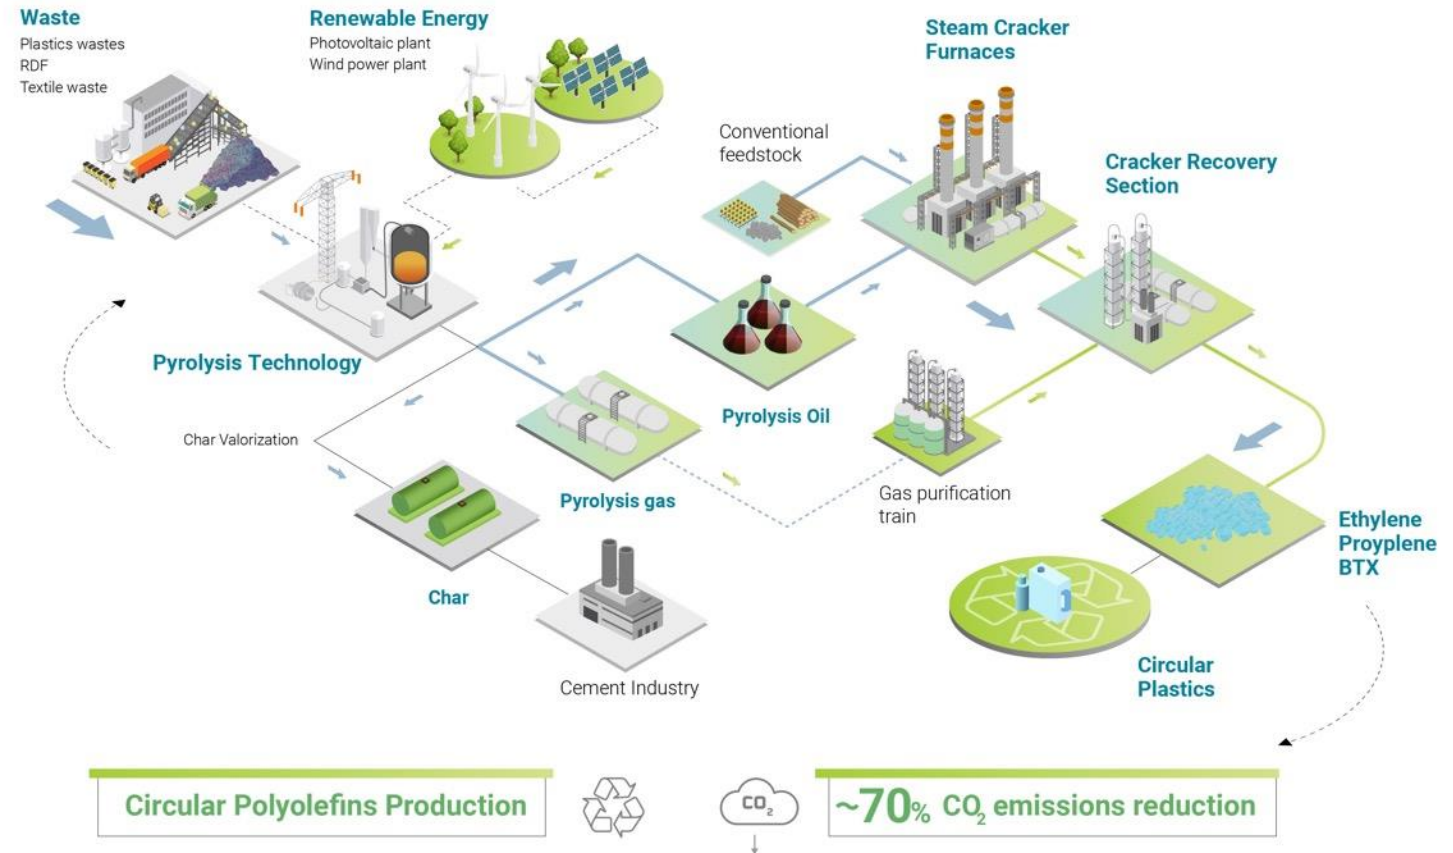 Waste
Plastics wastes
RDF
Textile waste
Renewable Energy
Photovoltaic plant
Wind power plant
Steam Cracker
Furnaces
Conventional
feedstock
Cracker Recovery
Section
Pyrolysis Technology
Pyrolysis Oil
Char Valorization
Pyrolysis gas
Gas purification
train
Char
Cement Industry
Ethylene
Proyplene
BTX
Circular
Plastics
Circular Polyolefins Production
CO₂
~70% CO₂ emissions reduction